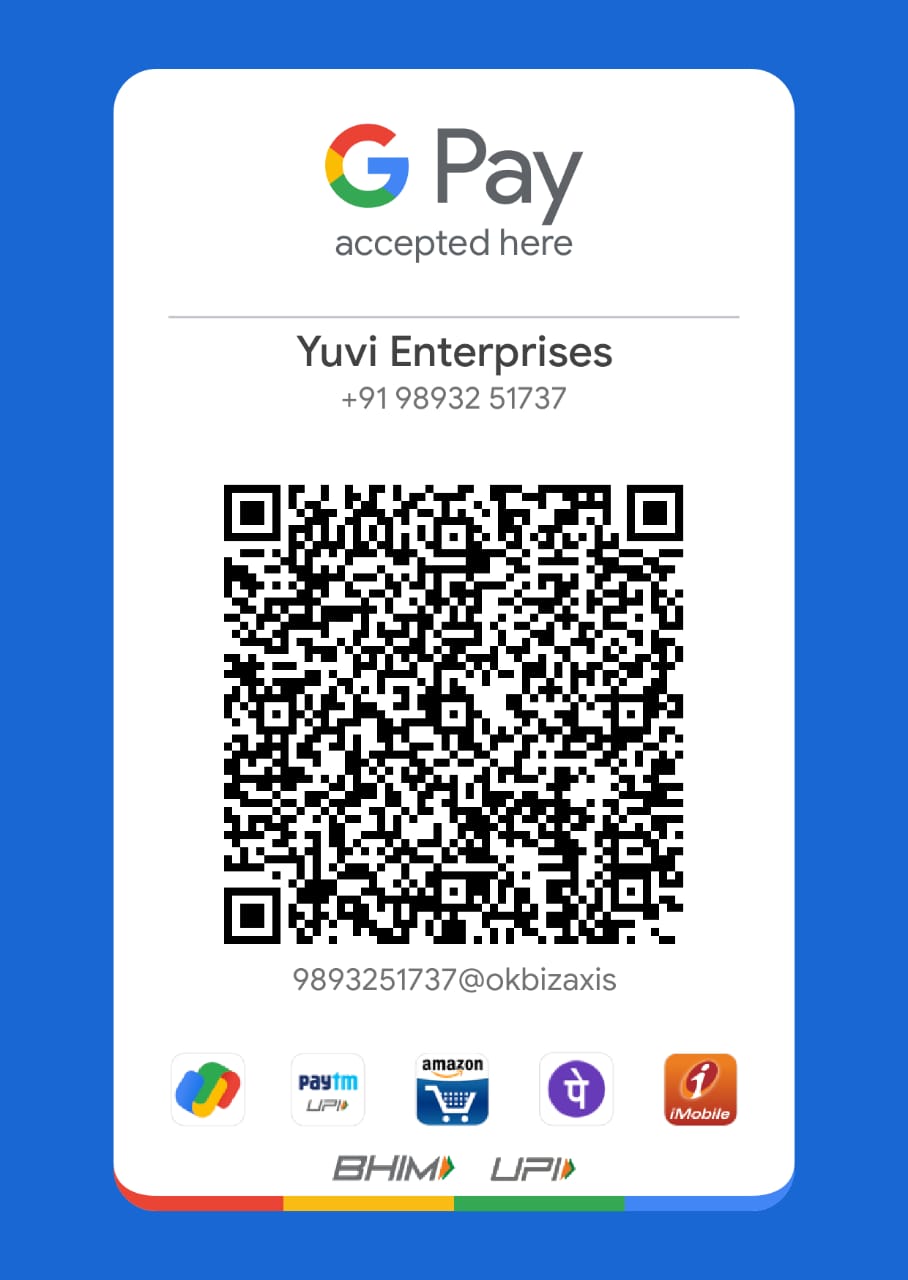 G Pay
accepted here
Yuvi Enterprises
+91 98932 51737
9893251737@okbizaxis
paytm
UPI
amazon
पे
i
iMobile
BHIM UPI